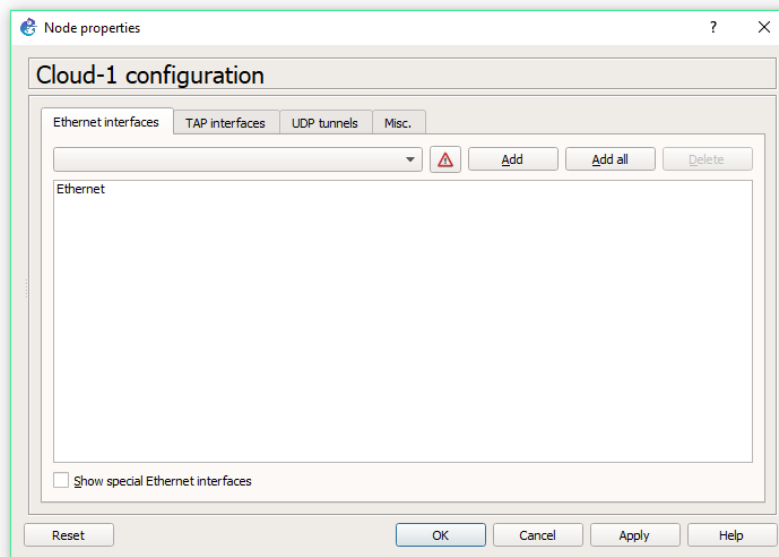 Node properties
?
Cloud-1 configuration
Ethernet interfaces
TAP interfaces
UDP tunnels
Misc.
Add
Add all
Delete
Ethernet
Show special Ethernet interfaces
Reset
OK
Cancel
Apply
Help